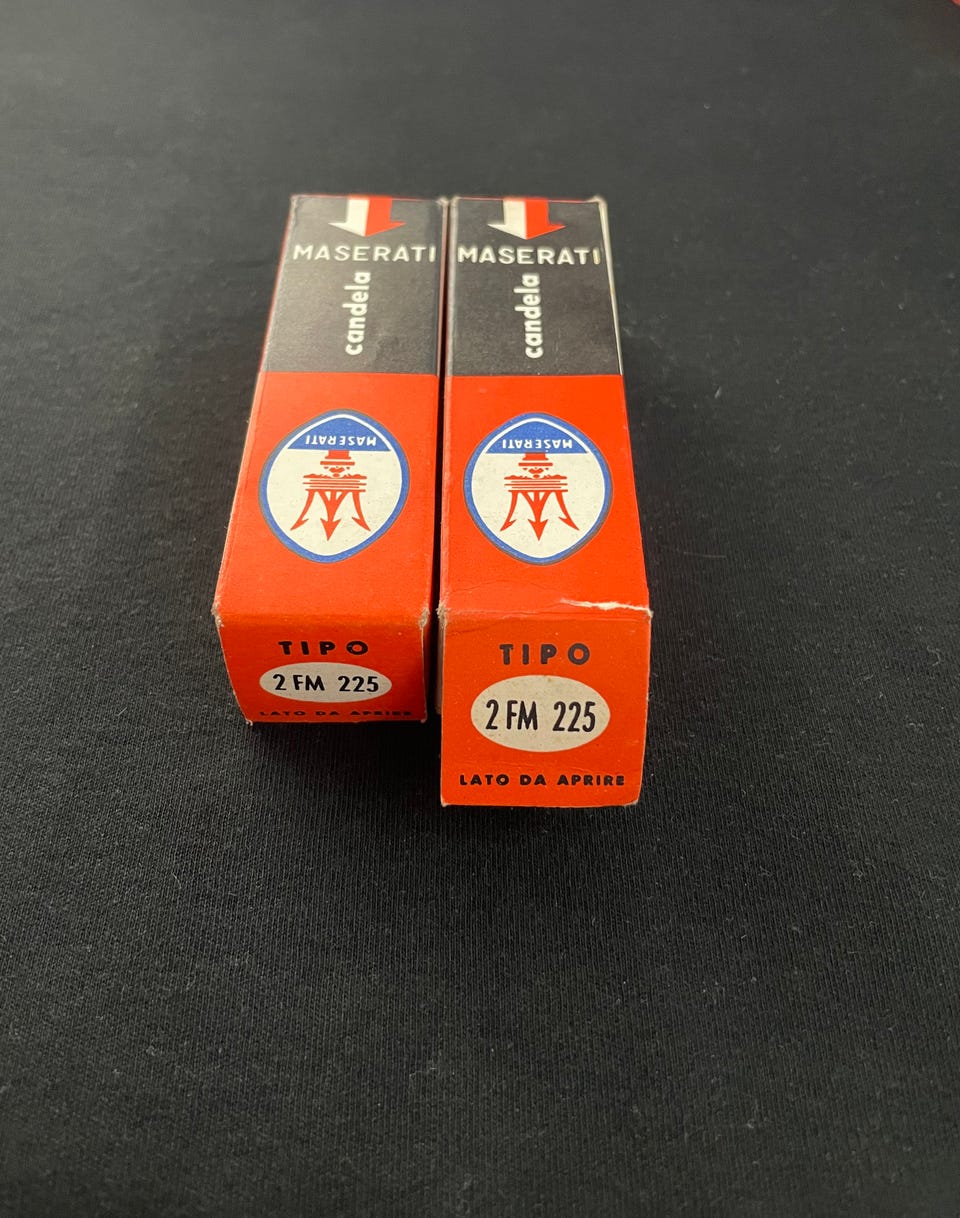 MASERATI
candela
MASERATI
TIPO
2 FM 225
LATO DA APRIRE
MASERATI
candela
MASERATI
TIPO
2 FM 225
LATO DA APRIRE